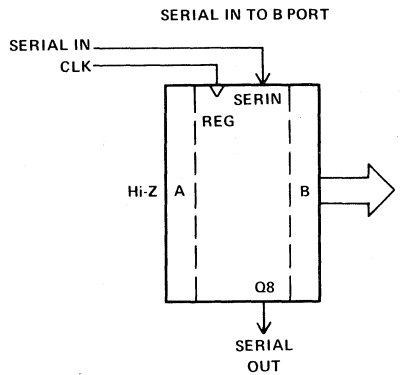 SERIAL IN TO B PORT
SERIAL IN
CLK
SERIN
REG
Hi-Z
A
B
Q8
SERIAL
OUT